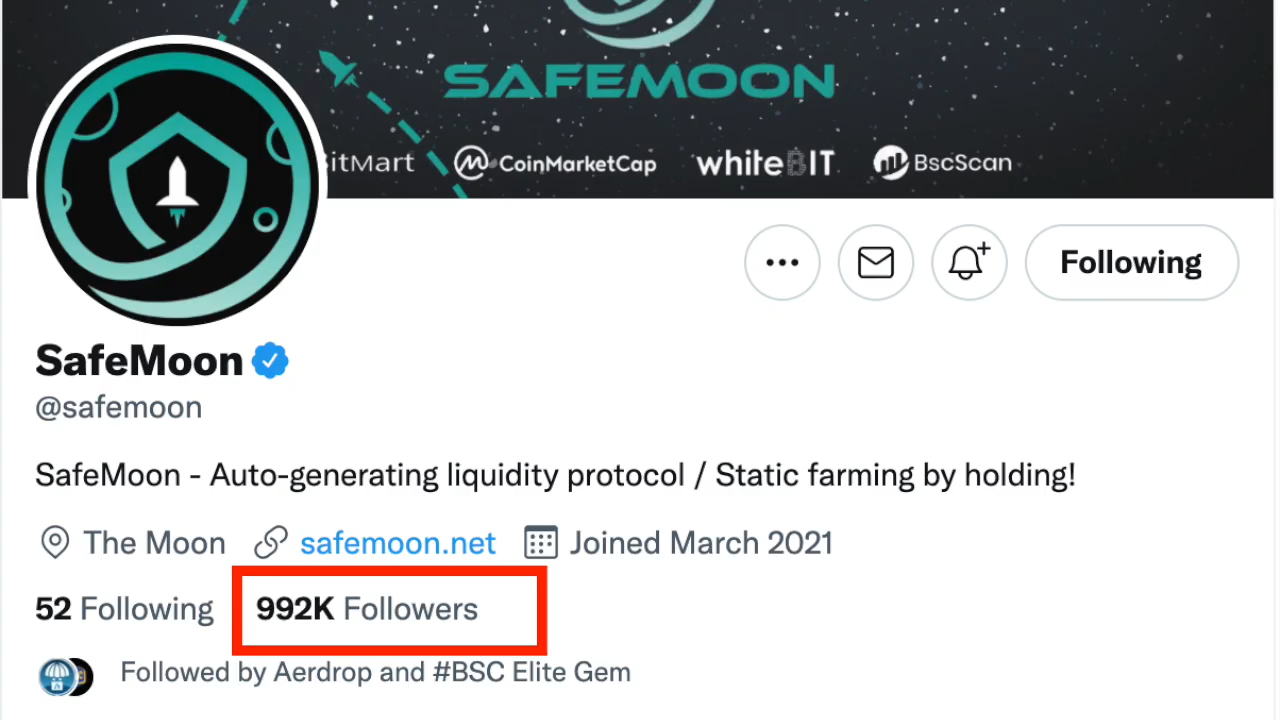 SAFEMOON
itMart CoinMarketCap whiteBIT BscScan
Following
SafeMoon
@safemoon
SafeMoon - Auto-generating liquidity protocol / Static farming by holding!
The Moon safemoon.net Joined March 2021
52 Following 992K Followers
Followed by Aerdrop and #BSC Elite Gem